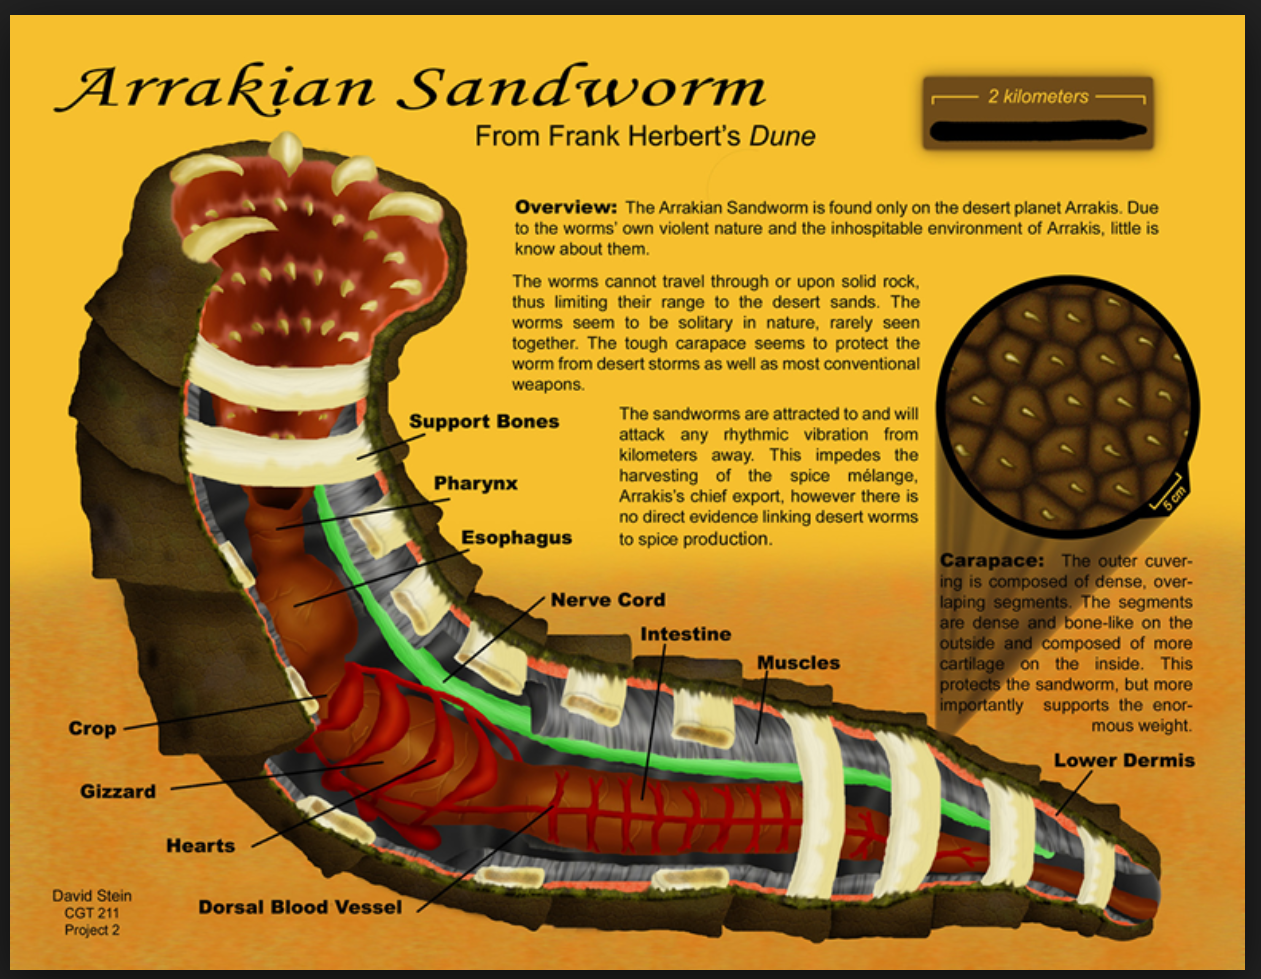 Arrakian Sandworm
From Frank Herbert's Dune
2 kilometers
Overview: The Arrakian Sandworm is found only on the desert planet Arrakis. Due
to the worms' own violent nature and the inhospitable environment of Arrakis, little is
know about them.
The worms cannot travel through or upon solid rock,
thus limiting their range to the desert sands. The
worms seem to be solitary in nature, rarely seen
together. The tough carapace seems to protect the
worm from desert storms as well as most conventional
weapons.
The sandworms are attracted to and will
attack any rhythmic vibration from
kilometers away. This impedes the
harvesting of the spice mélange,
Arrakis's chief export, however there is
no direct evidence linking desert worms
to spice production.
5 cm
Carapace: The outer cuver-
ing is composed of dense, over-
laping segments. The segments
are dense and bone-like on the
outside and composed of more
cartilage on the inside. This
protects the sandworm, but more
importantly supports the enor-
mous weight.
Support Bones
Pharynx
Esophagus
Nerve Cord
Intestine
Muscles
Lower Dermis
Crop
Gizzard
Hearts
Dorsal Blood Vessel
David Stein
CGT 211
Project 2